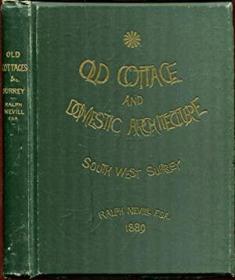 OLD
COTTAGES
&c.
SURREY
RALPH
NEVILL
F.S.A.
OLD COTTAGE
AND
DOMESTIC ARCHITECTURE
SOUTH WEST SURREY
RALPH NEVILL F.S.A.
1889